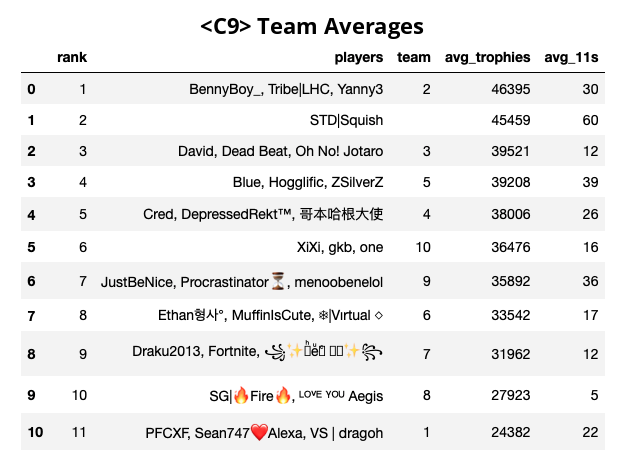 <C9> Team Averages
rank players team avg_trophies avg_11s
0 1 BennyBoy_, Tribe|LHC, Yanny3 2 46395 30
1 2 STD|Squish 45459 60
2 3 David, Dead Beat, Oh No! Jotaro 3 39521 12
3 4 Blue, Hogglific, ZSilverZ 5 39208 39
4 5 Cred, DepressedRekt™, 哥本哈根大使 4 38006 26
5 6 XiXi, gkb, one 10 36476 16
6 7 JustBeNice, Procrastinator⏳, menoobenelol 9 35892 36
7 8 Ethan형사°, MuffinIsCute, ❄|Vırtual ⬦ 6 33542 17
8 9 Draku2013, Fortnite, 7 31962 12
9 10 SG|🔥Fire🔥, ᴸᴼⱽᴱ ᵞᴼᵁ Aegis 8 27923 5
10 11 PFCXF, Sean747❤️Alexa, VS | dragoh 1 24382 22